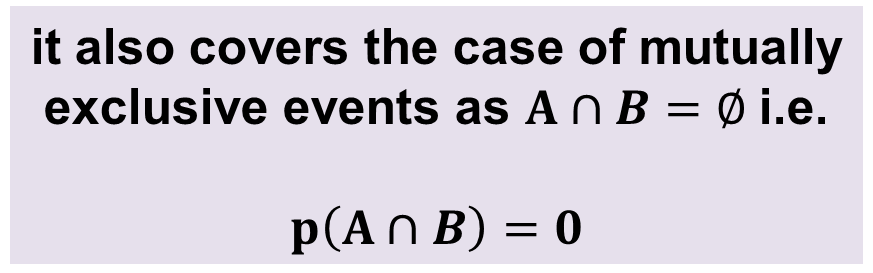 it also covers the case of mutually
exclusive events as A ∩ B = ∅ i.e.
p(A ∩ B) = 0